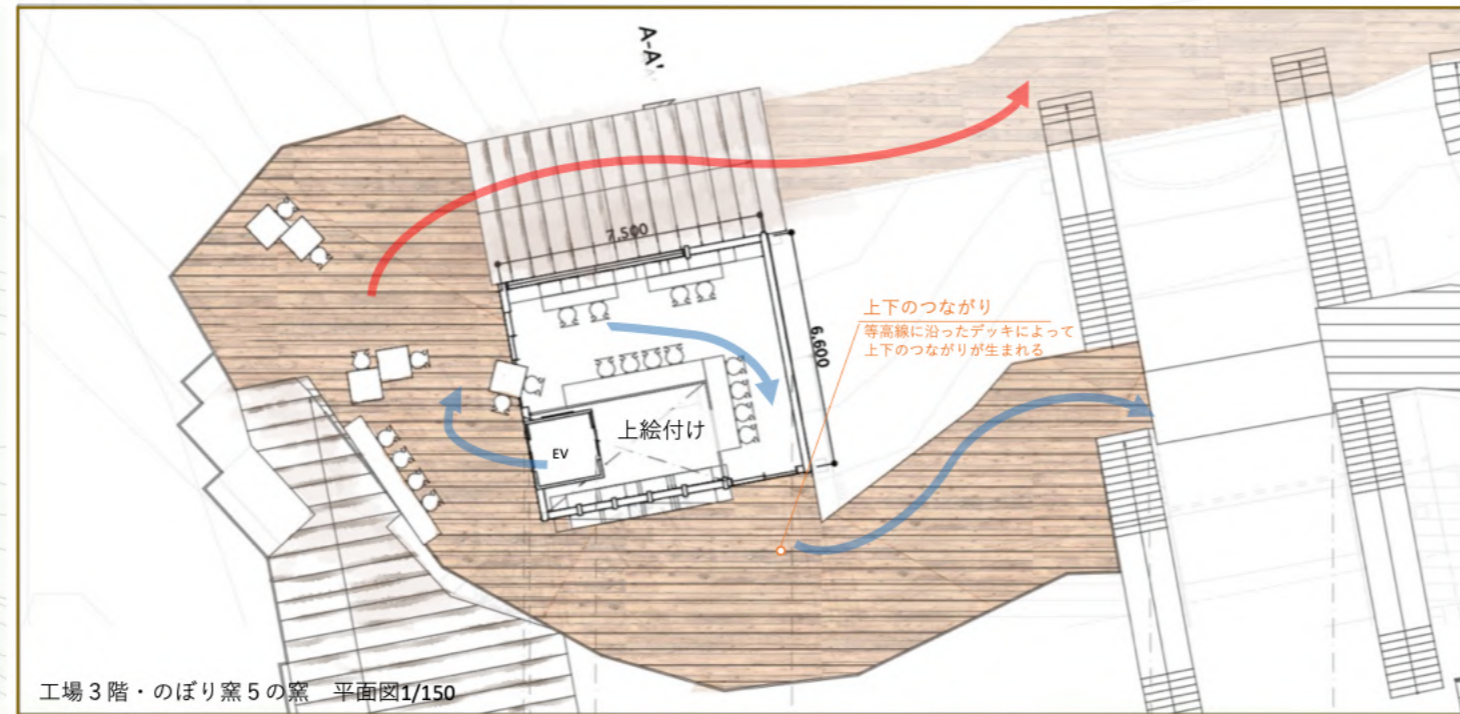 A-A'
7,500
6,600
上下のつながり
等高線に沿ったデッキによって
上下のつながりが生まれる
上絵付け
EV
工場3階・のぼり窯5の窯 平面図1/150